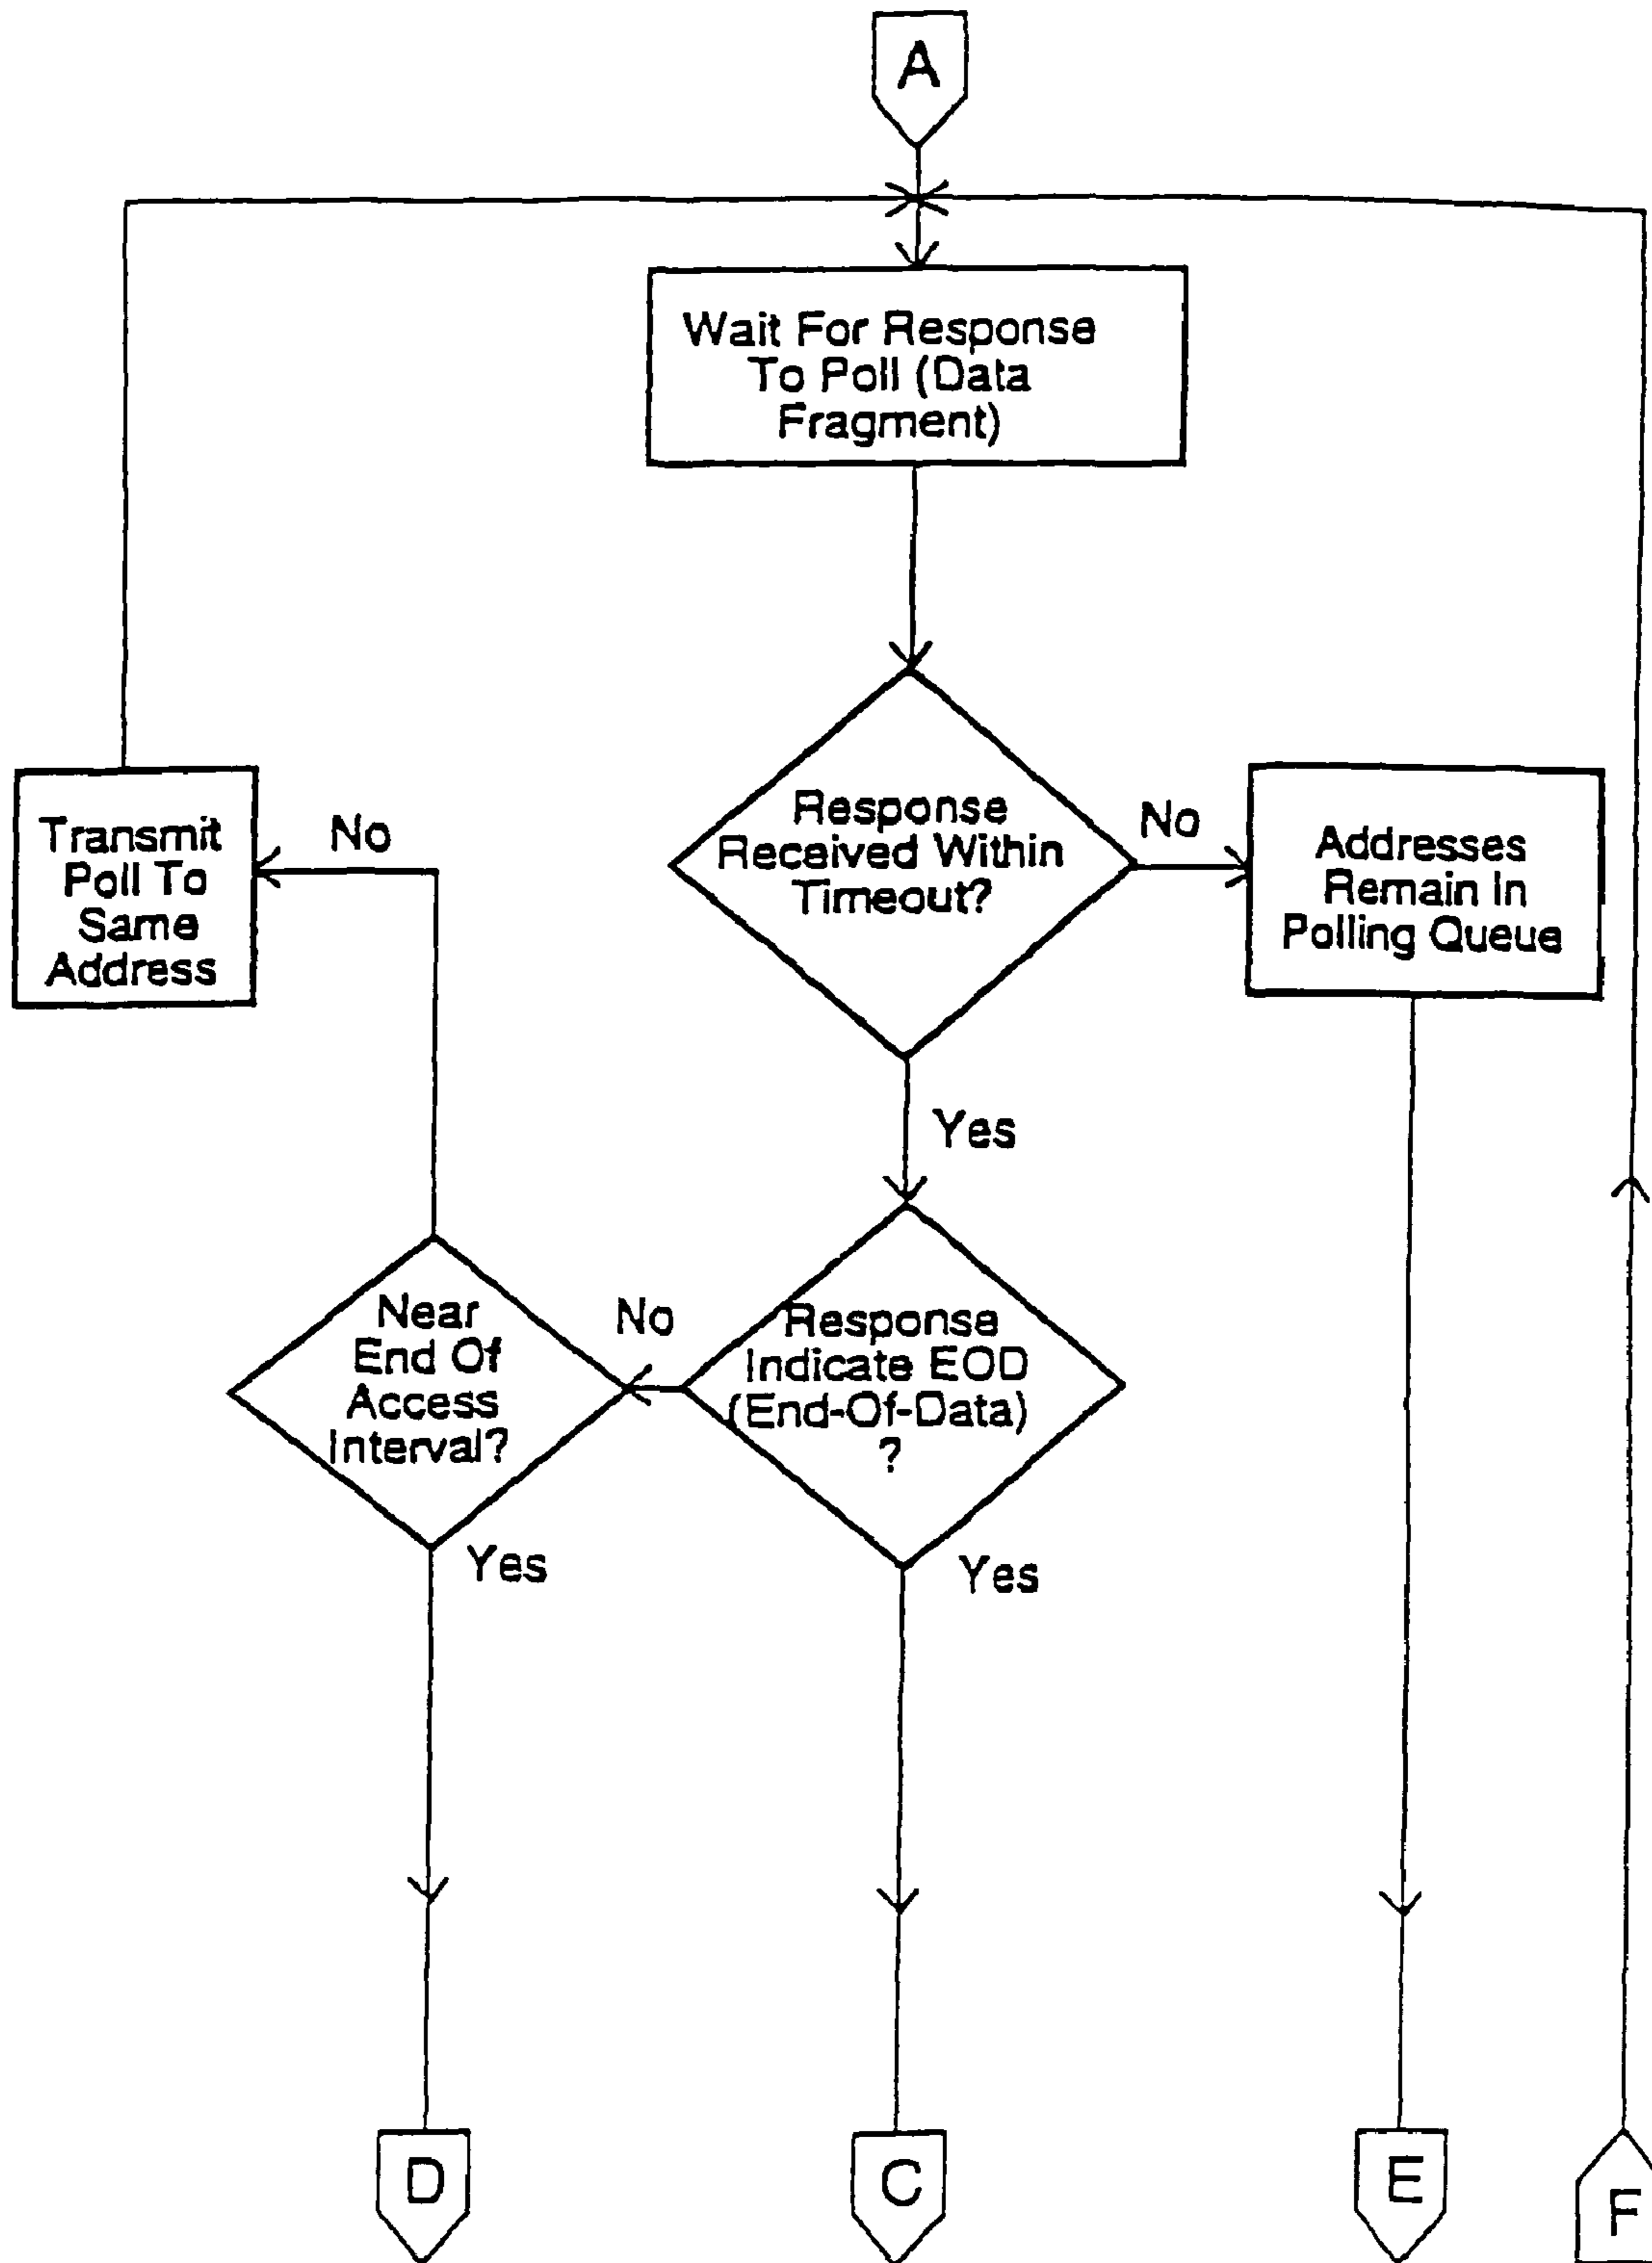 A
Wait For Response
To Poll (Data
Fragment)
Response
Received Within
Timeout?
No
Addresses
Remain In
Polling Queue
Transmit
Poll To
Same
Address
No
Yes
Response
Indicate EOD
(End-Of-Data)
?
No
Near
End Of
Access
Interval?
Yes
Yes
D
C
E
F